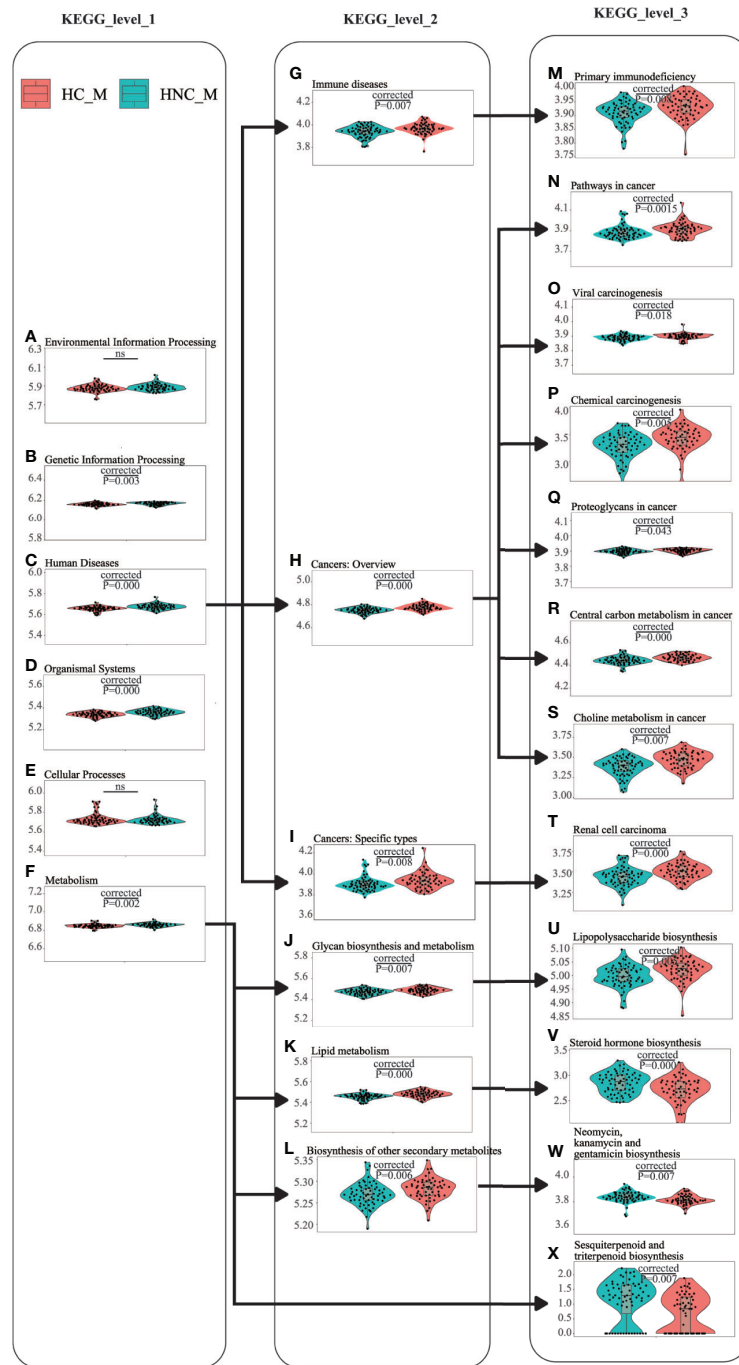 KEGG_level_1
KEGG_level_2
KEGG_level_3
HC_M
HNC_M
A
Environmental Information Processing
ns
6.3
6.1
5.9
5.7
B
Genetic Information Processing
corrected
P=0.003
6.4
6.2
6.0
5.8
C
Human Diseases
corrected
P=0.000
6.0
5.8
5.6
5.4
D
Organismal Systems
corrected
P=0.000
5.6
5.4
5.2
E
Cellular Processes
ns
6.0
5.8
5.6
5.4
F
Metabolism
corrected
P=0.002
7.2
7.0
6.8
6.6
G
Immune diseases
corrected
P=0.007
4.2
4.0
3.8
H
Cancers: Overview
corrected
P=0.000
5.0
4.8
4.6
I
Cancers: Specific types
corrected
P=0.008
4.2
4.0
3.8
3.6
J
Glycan biosynthesis and metabolism
corrected
P=0.007
5.8
5.6
5.4
5.2
K
Lipid metabolism
corrected
P=0.000
5.8
5.6
5.4
5.2
L
Biosynthesis of other secondary metabolites
corrected
P=0.006
5.35
5.30
5.25
5.20
M
Primary immunodeficiency
corrected
4.00
3.95
3.90
3.85
3.80
3.75
N
Pathways in cancer
corrected
P=0.0015
4.1
3.9
3.7
O
Viral carcinogenesis
corrected
P=0.018
4.1
4.0
3.9
3.8
3.7
P
Chemical carcinogenesis
corrected
4.0
3.5
3.0
Q
Proteoglycans in cancer
corrected
P=0.043
4.1
4.0
3.9
3.8
3.7
R
Central carbon metabolism in cancer
corrected
P=0.000
4.6
4.4
4.2
S
Choline metabolism in cancer
corrected
P=0.007
3.75
3.50
3.25
3.00
T
Renal cell carcinoma
corrected
P=0.000
3.75
3.50
3.25
U
Lipopolysaccharide biosynthesis
corrected
5.10
5.05
5.00
4.95
4.90
4.85
V
Steroid hormone biosynthesis
corrected
P=0.000
3.5
3.0
2.5
W
Neomycin,
kanamycin and
gentamicin biosynthesis
corrected
P=0.007
4.0
3.8
3.6
X
Sesquiterpenoid and
triterpenoid biosynthesis
corrected
P=0.007
2.0
1.5
1.0
0.5
0.0